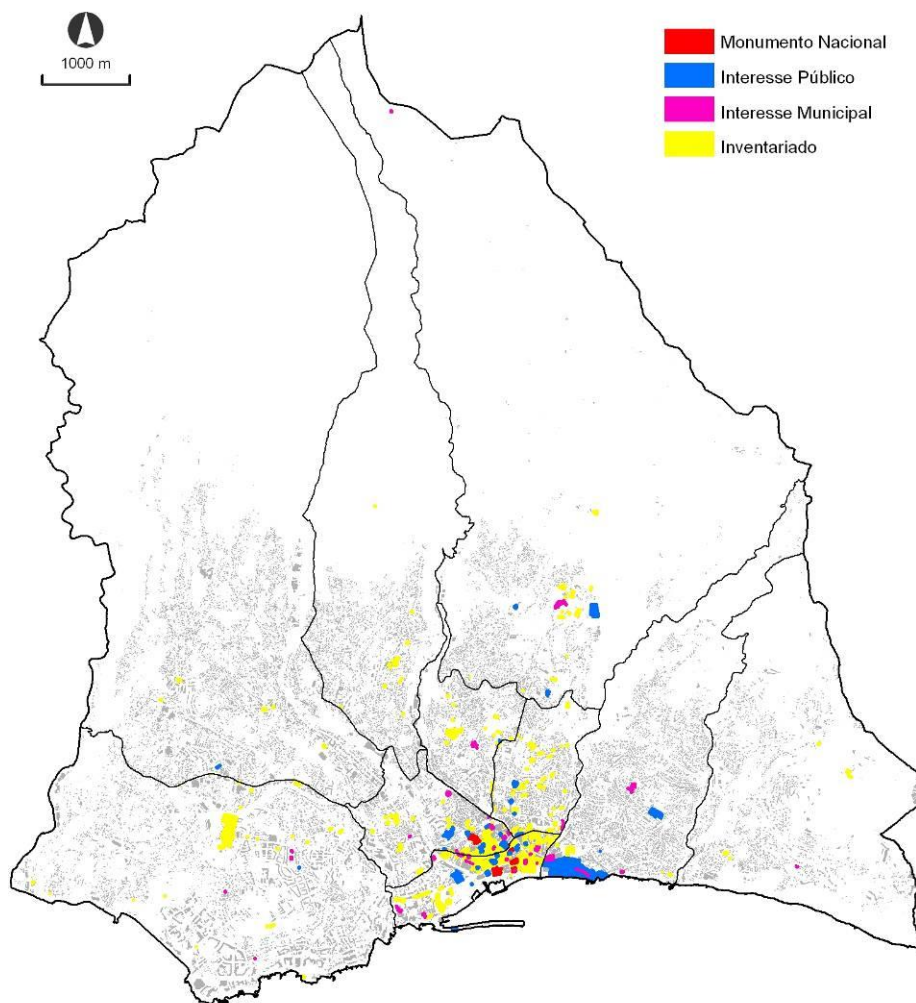 1000 m
Monumento Nacional
Interesse Público
Interesse Municipal
Inventariado